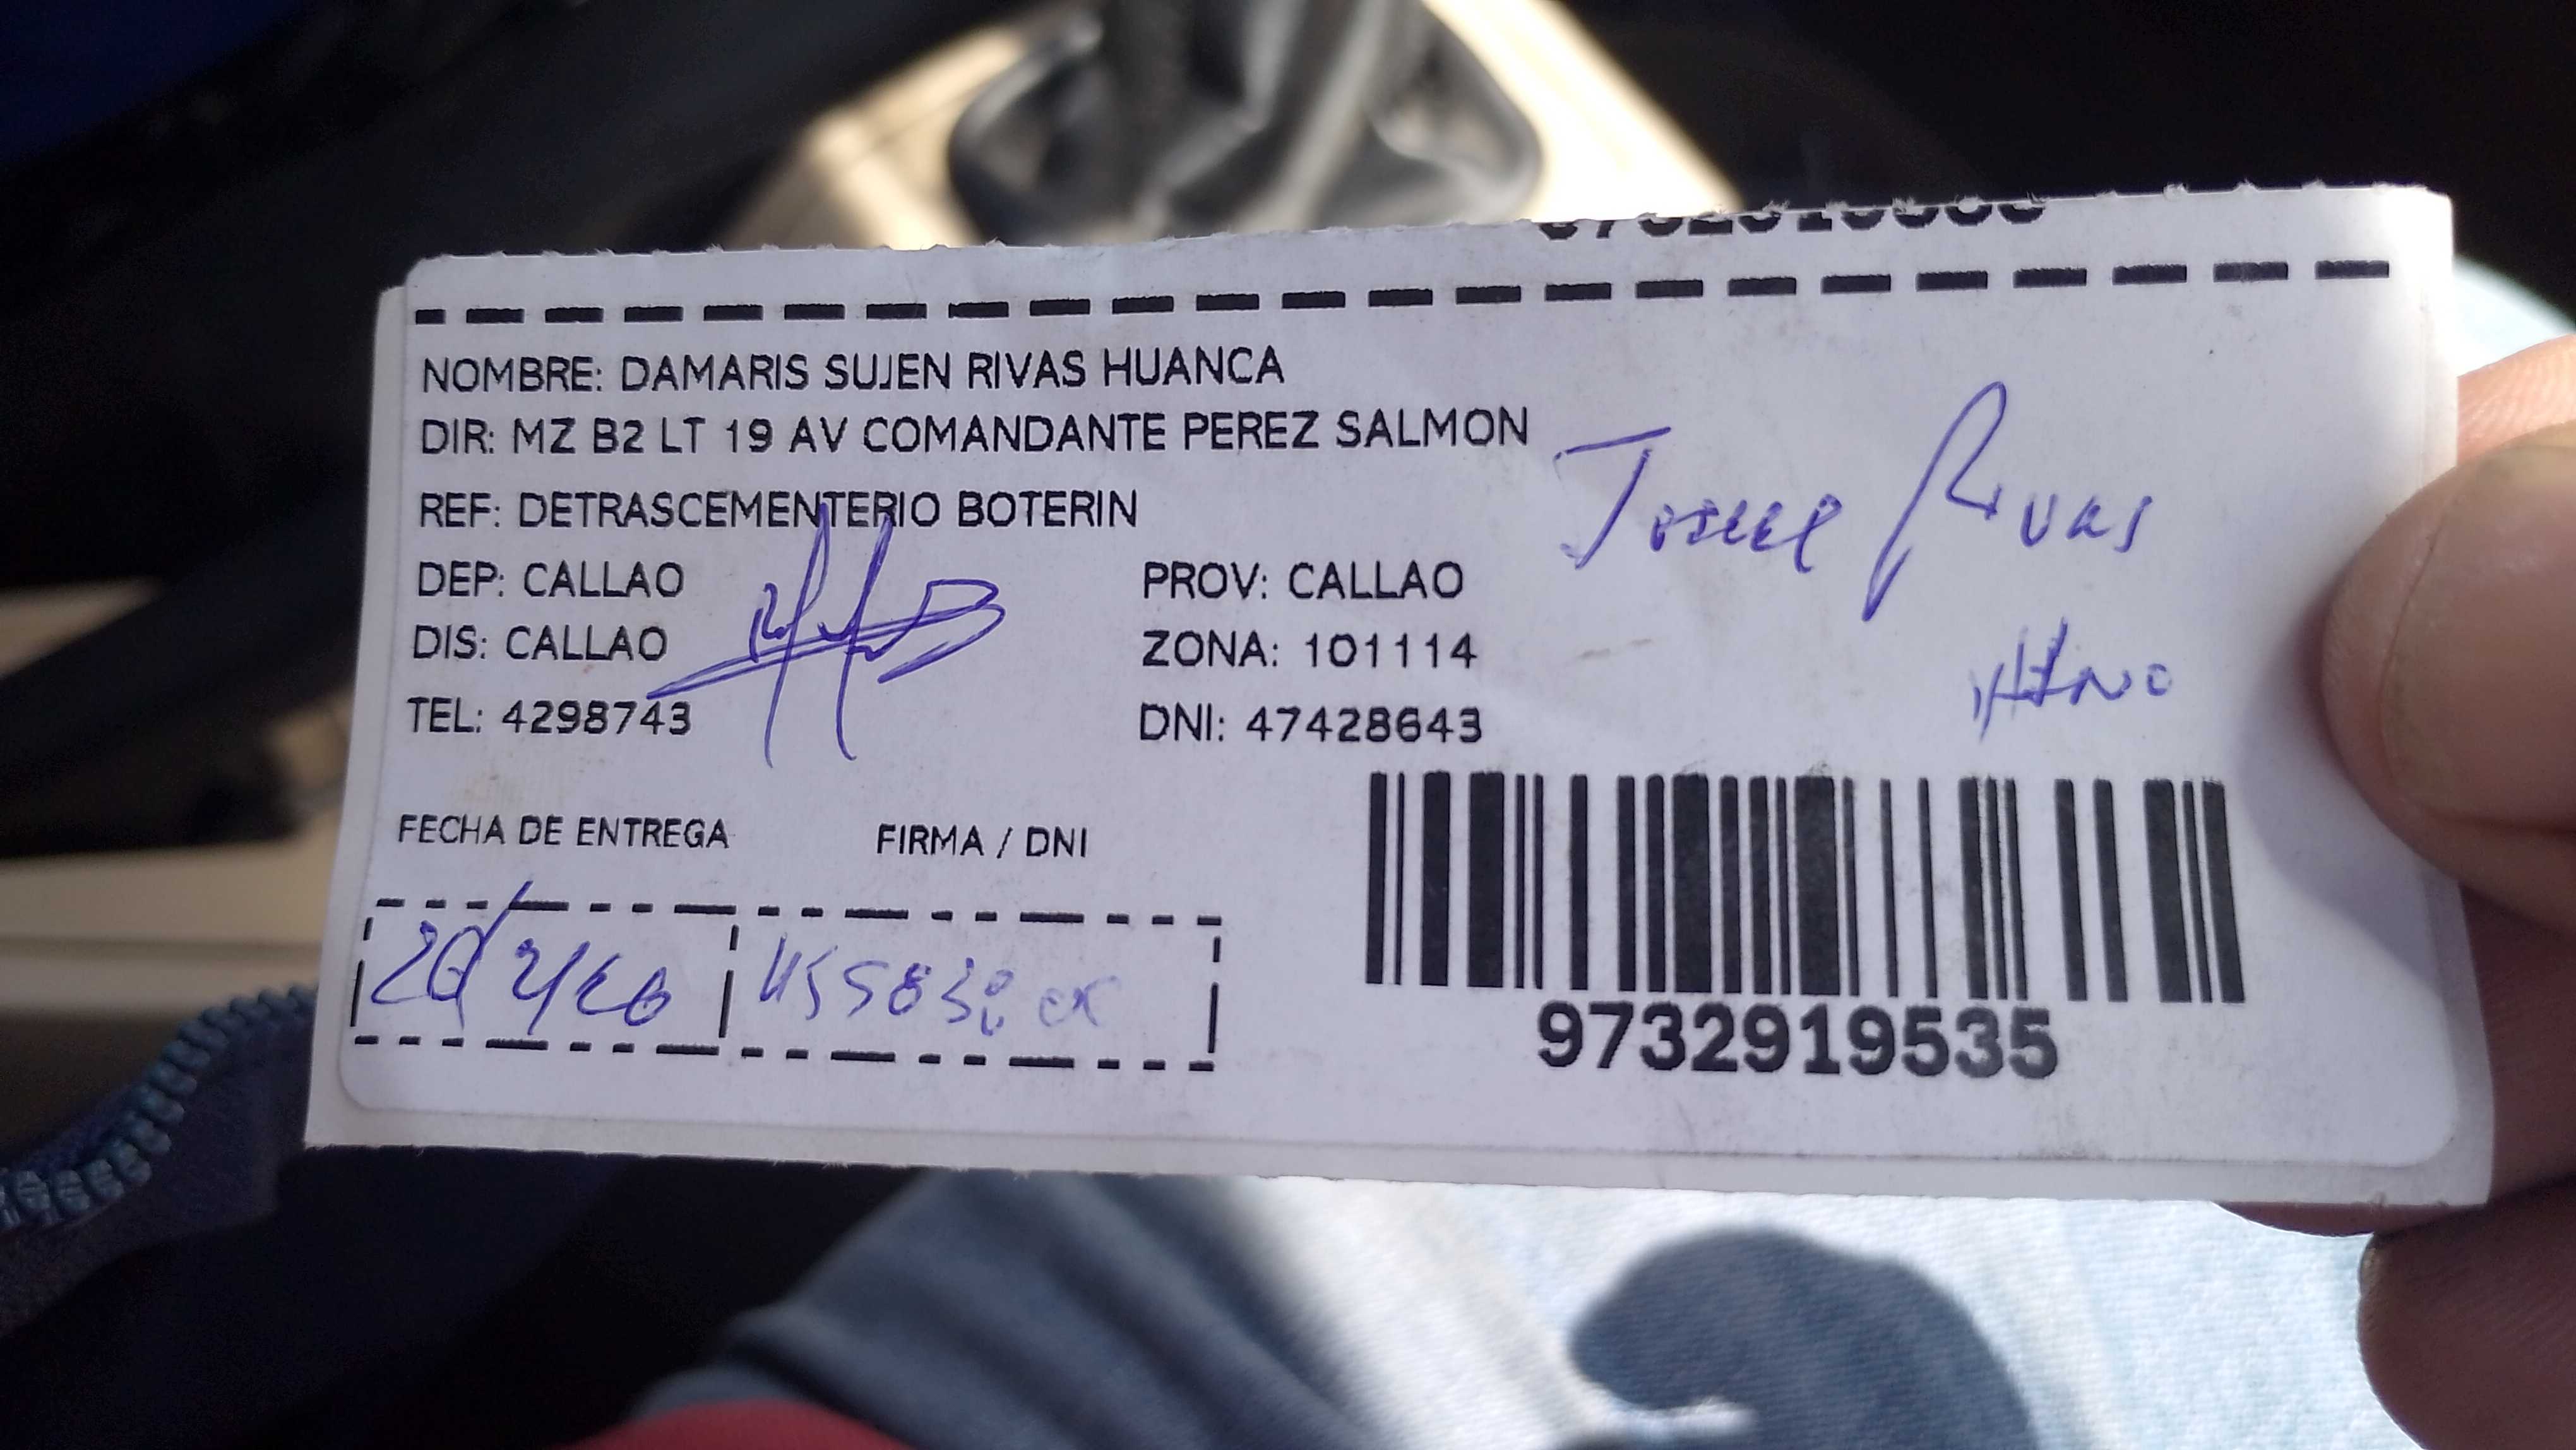 NOMBRE: DAMARIS SUJEN RIVAS HUANCA
DIR: MZ B2 LT 19 AV COMANDANTE PEREZ SALMON
REF: DETRASCEMENTERIO BOTERIN
DEP: CALLAO PROV: CALLAO
DIS: CALLAO ZONA: 101114
TEL: 4298743 DNI: 47428643
Rivas
FECHA DE ENTREGA FIRMA / DNI
9732919535